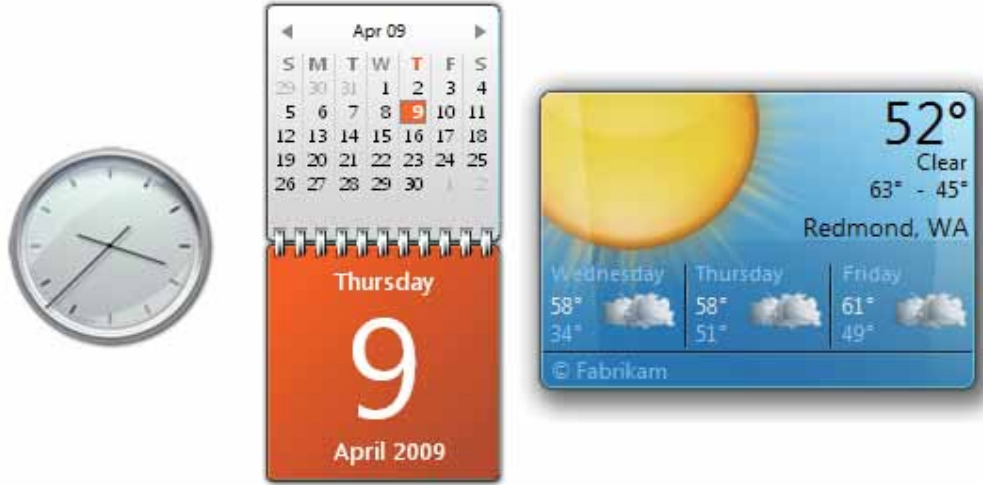 Apr 09
S M T W T F S
29 30 31 1 2 3 4
5 6 7 8 9 10 11
12 13 14 15 16 17 18
19 20 21 22 23 24 25
26 27 28 29 30 1 2
Thursday
9
April 2009
52°
Clear
63° - 45°
Redmond, WA
Wednesday Thursday Friday
58° 58° 61°
34° 51° 49°
© Fabrikam